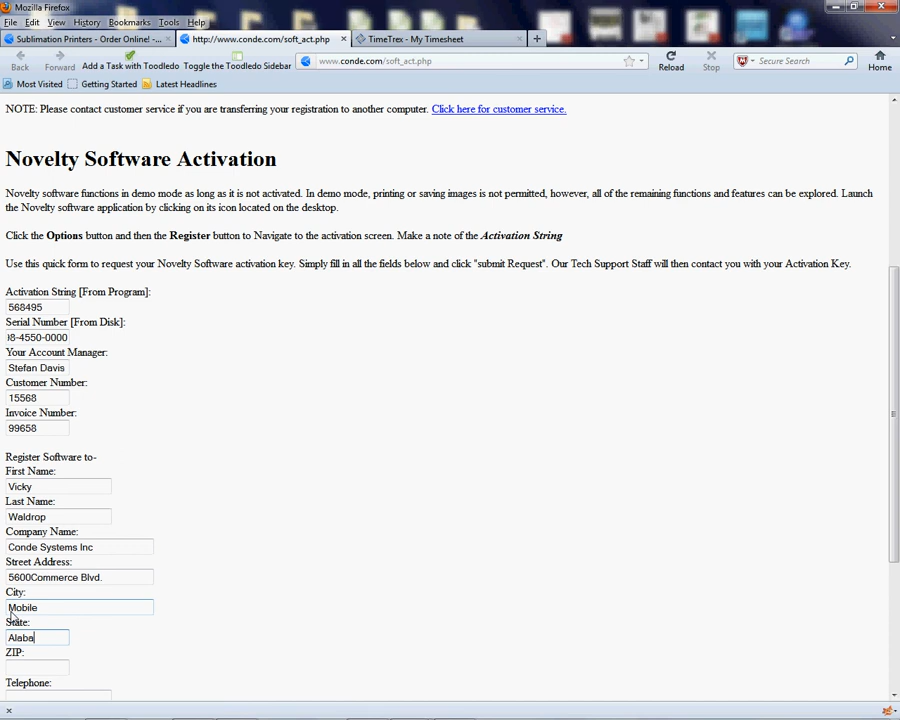 Mozilla Firefox
File Edit View History Bookmarks Tools Help
Sublimation Printers - Order Online! -... http://www.conde.com/soft_act.php TimeTrex - My Timesheet
Back Forward Add a Task with Toodledo Toggle the Toodledo Sidebar www.conde.com/soft_act.php Reload Stop Secure Search Home
Most Visited Getting Started Latest Headlines
NOTE: Please contact customer service if you are transferring your registration to another computer. Click here for customer service.
Novelty Software Activation
Novelty software functions in demo mode as long as it is not activated. In demo mode, printing or saving images is not permitted, however, all of the remaining functions and features can be explored. Launch
the Novelty software application by clicking on its icon located on the desktop.
Click the Options button and then the Register button to Navigate to the activation screen. Make a note of the Activation String
Use this quick form to request your Novelty Software activation key. Simply fill in all the fields below and click "submit Request". Our Tech Support Staff will then contact you with your Activation Key.
Activation String [From Program]:
568495
Serial Number [From Disk]:
98-4550-0000
Your Account Manager:
Stefan Davis
Customer Number:
15568
Invoice Number:
99658
Register Software to-
First Name:
Vicky
Last Name:
Waldrop
Company Name:
Conde Systems Inc
Street Address:
5600Commerce Blvd.
City:
Mobile
State:
Alaba
ZIP:
Telephone: